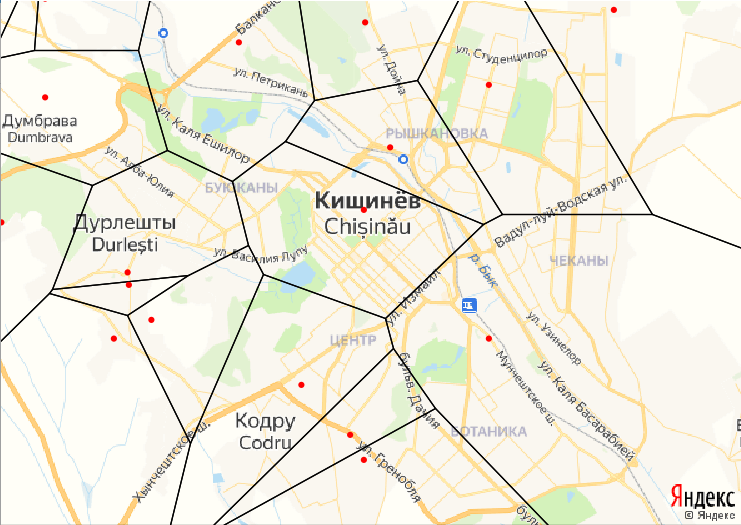 Балканс
ул. Студенцилор
ул. Дойна
ул. Петрикань
Думбрава
Dumbrava
ул. Каля Ешилор
РЫШКАНОВКА
ул. Алба-Юлия
БУЮКАНЫ
Кишинёв
Chișinău
Вадул-луй-Водская ул.
Дурлешты
Durlești
ул. Василия Лупу
р. Бык
ЧЕКАНЫ
ул. Измаил
ул. Узинелор
ЦЕНТР
Мунчештское ш.
ул. Каля Басарабией
бульв. Дачия
Кодру
Codru
БОТАНИКА
Хынчештское ш.
ул. Гренобля
буль
Яндекс
© Яндекс